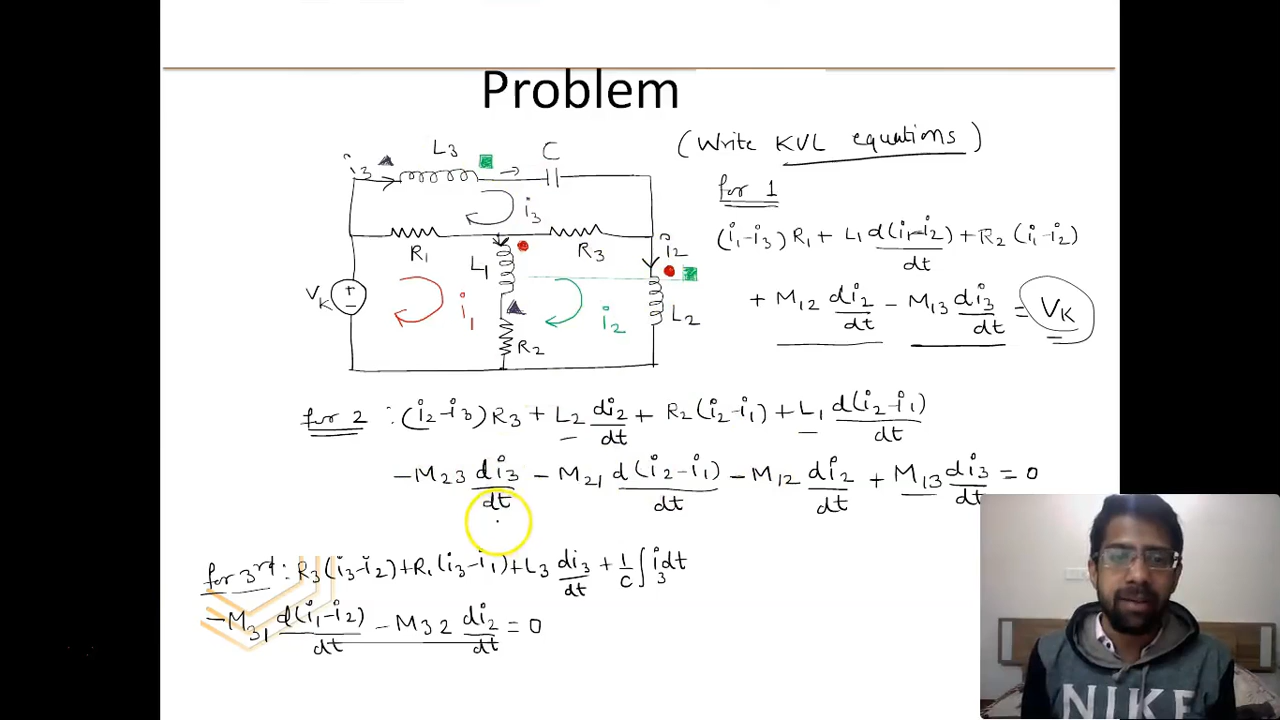 Problem
(Write KVL equations)
i3 L3 C
i3
R1 R3 i2
L1
VK i1 i2 L2
R2
for 1
(i1-i3) R1 + L1 d(i1-i2)/dt + R2 (i1-i2)
+ M12 di2/dt - M13 di3/dt = VK
for 2 : (i2-i3) R3 + L2 di2/dt + R2 (i2-i1) + L1 d(i2-i1)/dt
- M23 di3/dt - M21 d(i2-i1)/dt - M12 di2/dt + M13 di3/dt = 0
for 3rd : R3 (i3-i2) + R1 (i3-i1) + L3 di3/dt + 1/C ∫ i3 dt
- M31 d(i1-i2)/dt - M32 di2/dt = 0
NIKE